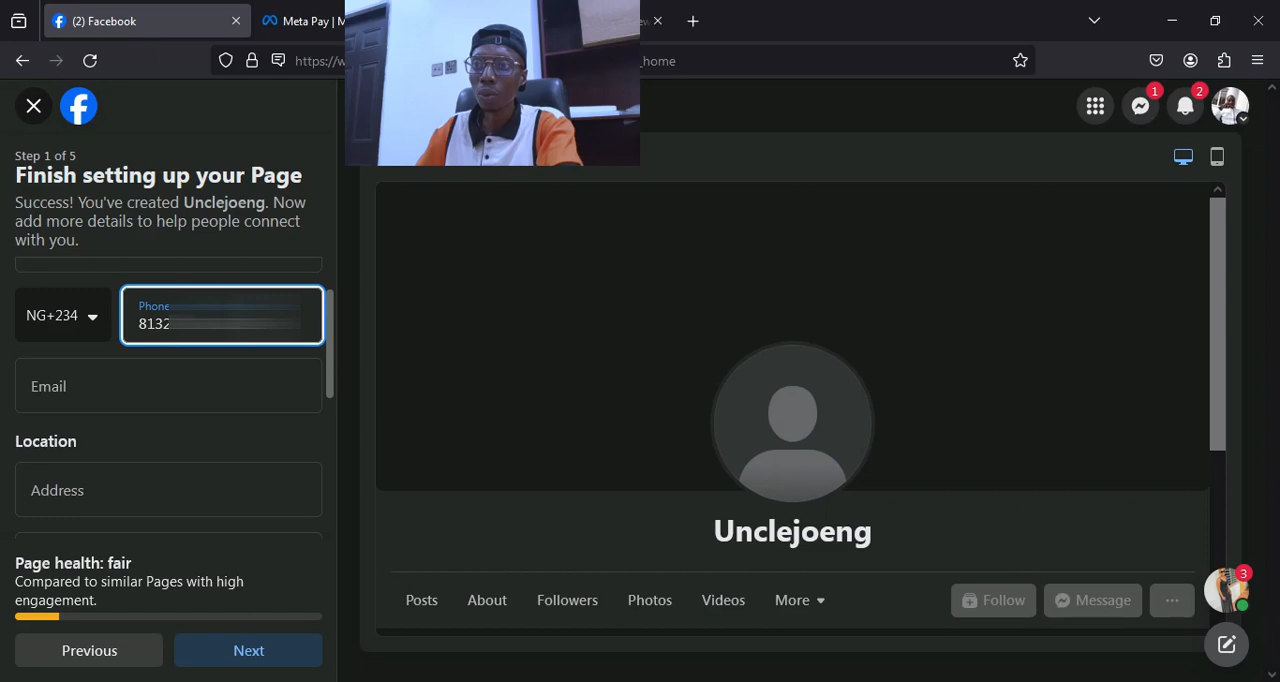 (2) Facebook
Meta Pay | M
https://w
_home
1
2
Step 1 of 5
Finish setting up your Page
Success! You've created Unclejoeng. Now
add more details to help people connect
with you.
NG+234
Phone
8132
Email
Location
Address
Page health: fair
Compared to similar Pages with high
engagement.
Previous
Next
Unclejoeng
Posts
About
Followers
Photos
Videos
More
Follow
Message
3